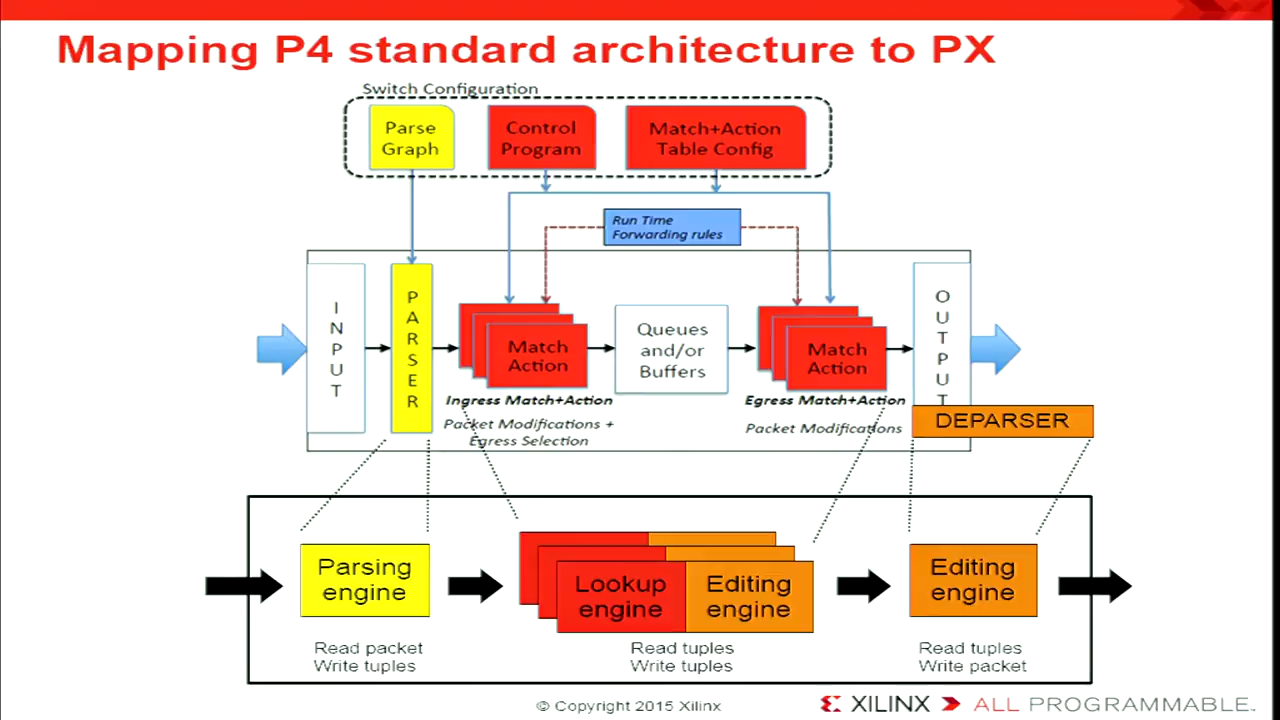 Mapping P4 standard architecture to PX
Switch Configuration
Parse
Graph
Control
Program
Match+Action
Table Config
Run Time
Forwarding rules
INPUT
PARSER
Match
Action
Queues
and/or
Buffers
Match
Action
OUTPUT
Ingress Match+Action
Packet Modifications +
Egress Selection
Egress Match+Action
Packet Modifications
DEPARSER
Parsing
engine
Lookup
engine
Editing
engine
Editing
engine
Read packet
Write tuples
Read tuples
Write tuples
Read tuples
Write packet
© Copyright 2015 Xilinx
XILINX ALL PROGRAMMABLE.